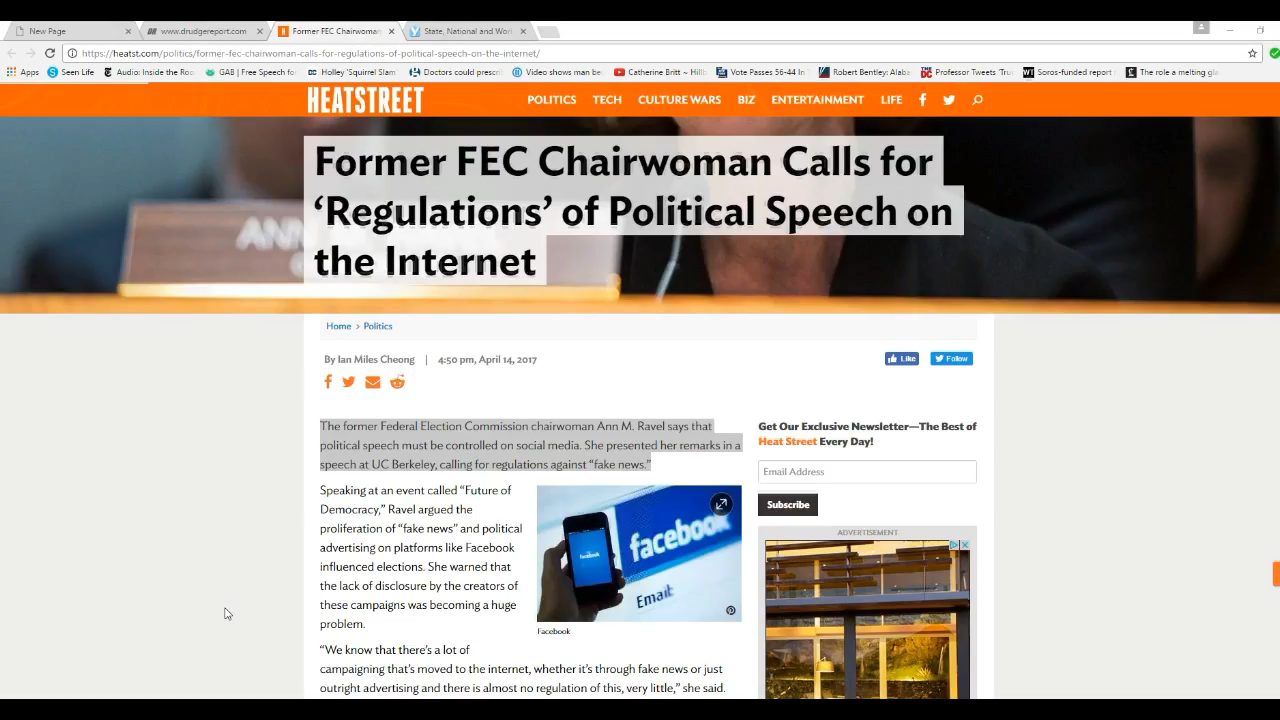 New Page
www.drudgereport.com
Former FEC Chairwoman
State, National and Worl
https://heatst.com/politics/former-fec-chairwoman-calls-for-regulations-of-political-speech-on-the-internet/
Apps
Seen Life
Audio: Inside the Roo
GAB | Free Speech for
Holley 'Squirrel Slam'
Doctors could prescri
Video shows man be
Catherine Britt ~ Hillb
Vote Passes 56-44 In
Robert Bentley: Alaba
Professor Tweets 'Tru
Soros-funded report
The role a melting gla
HEATSTREET
POLITICS TECH CULTURE WARS BIZ ENTERTAINMENT LIFE
Former FEC Chairwoman Calls for
‘Regulations’ of Political Speech on
the Internet
Home > Politics
By Ian Miles Cheong | 4:50 pm, April 14, 2017
Like
Follow
The former Federal Election Commission chairwoman Ann M. Ravel says that
political speech must be controlled on social media. She presented her remarks in a
speech at UC Berkeley, calling for regulations against “fake news.”
Speaking at an event called “Future of
Democracy,” Ravel argued the
proliferation of “fake news” and political
advertising on platforms like Facebook
influenced elections. She warned that
the lack of disclosure by the creators of
these campaigns was becoming a huge
problem.
facebook
facebook
Email
Facebook
“We know that there’s a lot of
campaigning that’s moved to the internet, whether it’s through fake news or just
outright advertising and there is almost no regulation of this, very little,” she said.
Get Our Exclusive Newsletter—The Best of
Heat Street Every Day!
Email Address
Subscribe
ADVERTISEMENT